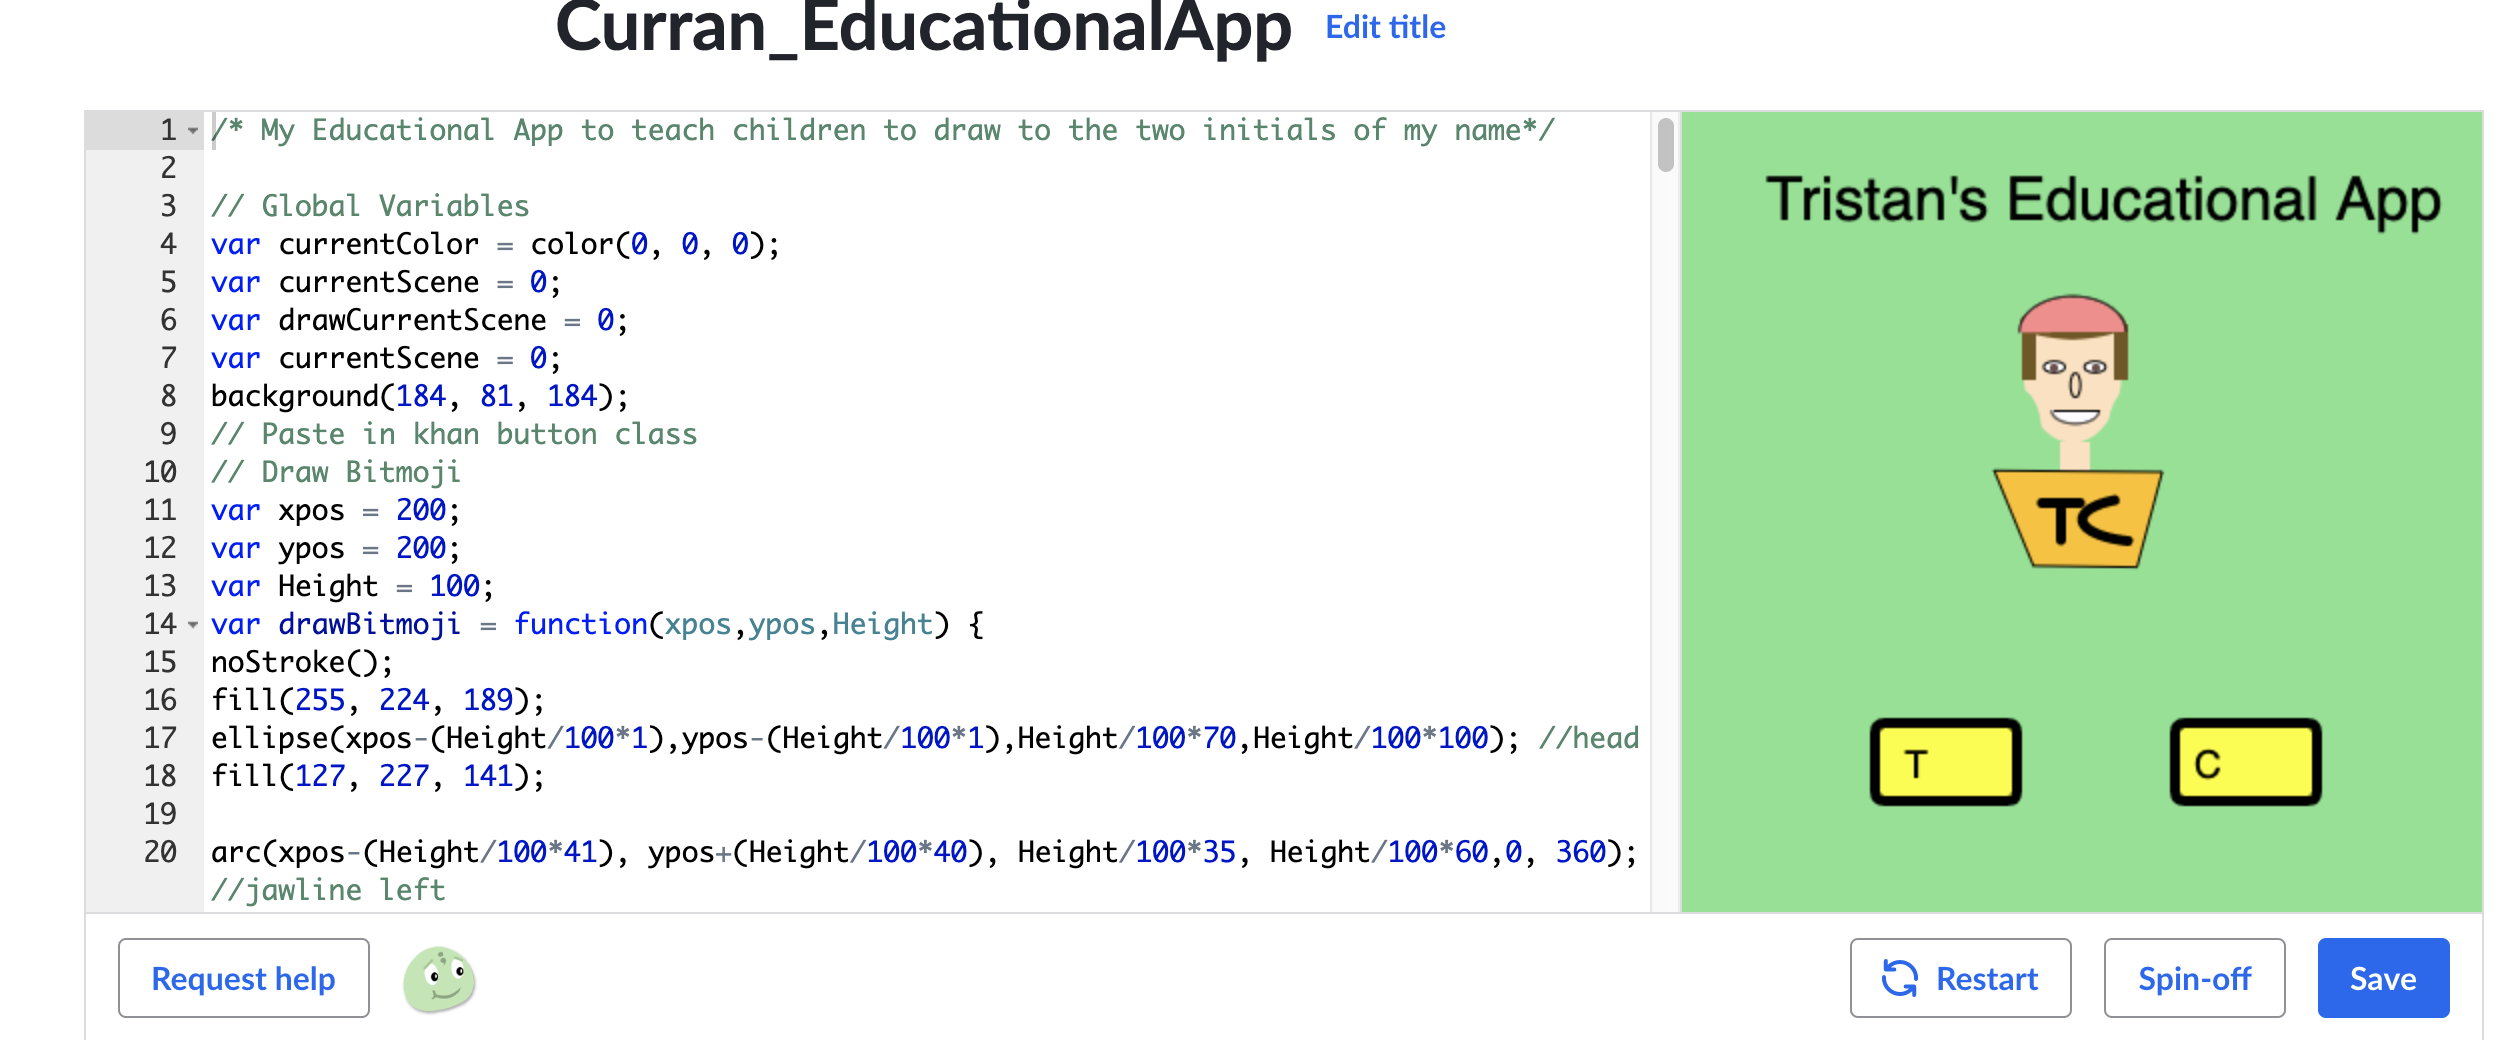 Curran_EducationalApp Edit title
1 /* My Educational App to teach children to draw to the two initials of my name*/
2
3 // Global Variables
4 var currentColor = color(0, 0, 0);
5 var currentScene = 0;
6 var drawCurrentScene = 0;
7 var currentScene = 0;
8 background(184, 81, 184);
9 // Paste in khan button class
10 // Draw Bitmoji
11 var xpos = 200;
12 var ypos = 200;
13 var Height = 100;
14 var drawBitmoji = function(xpos,ypos,Height) {
15 noStroke();
16 fill(255, 224, 189);
17 ellipse(xpos-(Height/100*1),ypos-(Height/100*1),Height/100*70,Height/100*100); //head
18 fill(127, 227, 141);
19
20 arc(xpos-(Height/100*41), ypos+(Height/100*40), Height/100*35, Height/100*60,0, 360);
//jawline left
Tristan's Educational App
TC
T C
Request help Restart Spin-off Save